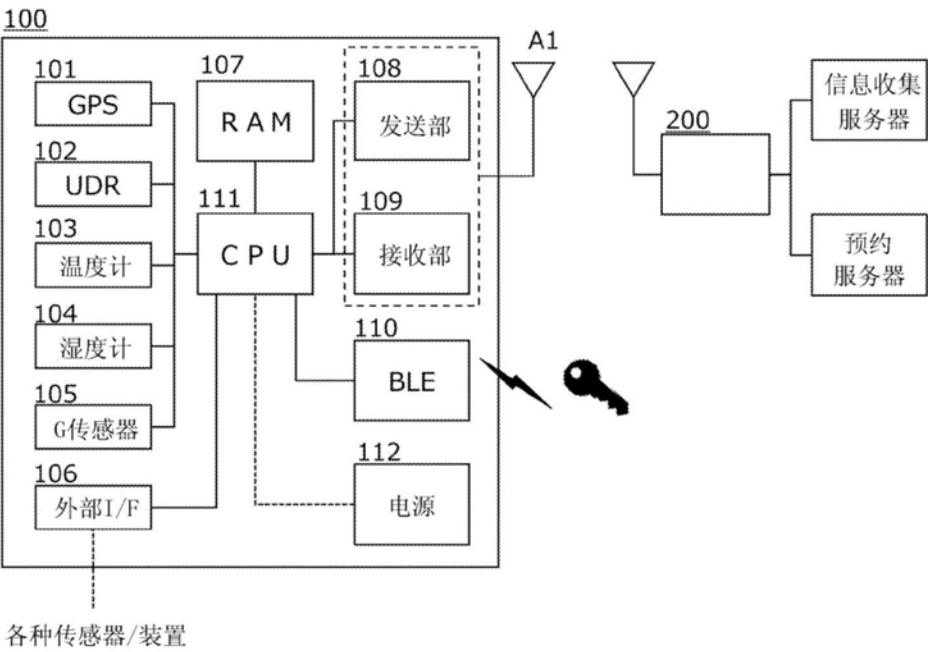 100
101
GPS
102
UDR
103
温度计
104
湿度计
105
G传感器
106
外部I/F
各种传感器/装置
107
RAM
111
CPU
108
发送部
109
接收部
110
BLE
112
电源
A1
200
信息收集
服务器
预约
服务器